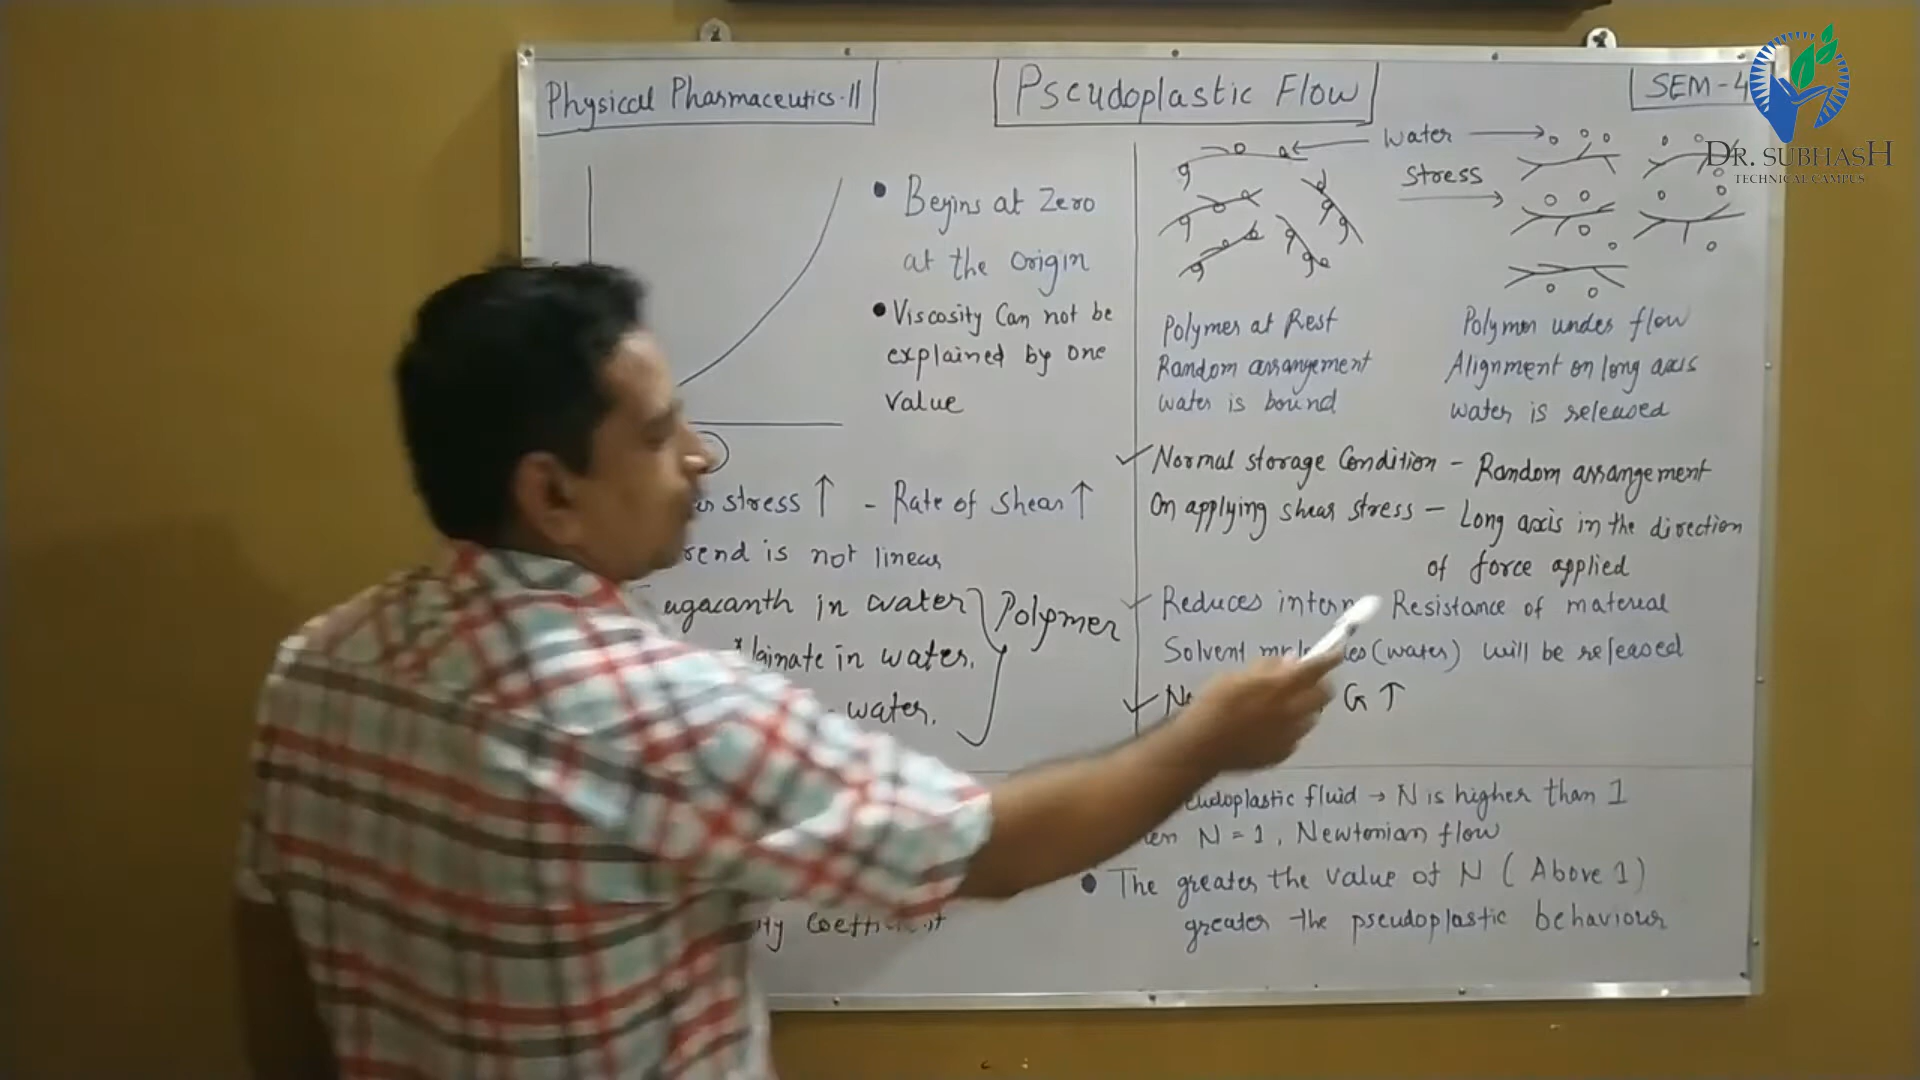 Physical Pharmaceutics-II
Pseudoplastic Flow
SEM-4
DR. SUBHASH
TECHNICAL CAMPUS
• Begins at Zero
at the Origin
• Viscosity Can not be
explained by one
value
stress ↑ - Rate of Shear ↑
is not linear
in water
in water.
water.
Polymer
Coefficient
Water
Stress
Polymer at Rest
Random arrangement
water is bound
Polymer under flow
Alignment on long axis
water is released
✓ Normal storage Condition - Random arrangement
On applying shear stress - Long axis in the direction
of force applied
✓ Reduces Resistance of material
Solvent (water) will be released
G ↑
fluid → N is higher than 1
N = 1, Newtonian flow
• The greater the value of N (Above 1)
greater the pseudoplastic behaviour